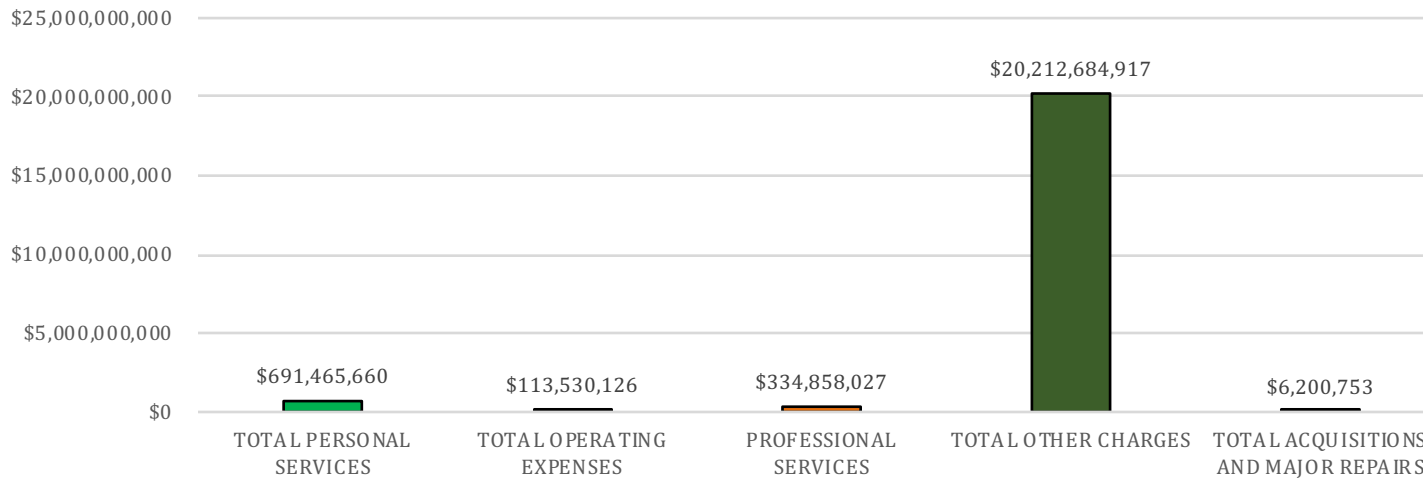 $25,000,000,000
$20,212,684,917
$20,000,000,000
$15,000,000,000
$10,000,000,000
$5,000,000,000
$691,465,660
$113,530,126
$334,858,027
$6,200,753
$0
TOTAL PERSONAL
SERVICES
TOTAL OPERATING
EXPENSES
PROFESSIONAL
SERVICES
TOTAL OTHER CHARGES
TOTAL ACQUISITIONS
AND MAJOR REPAIRS